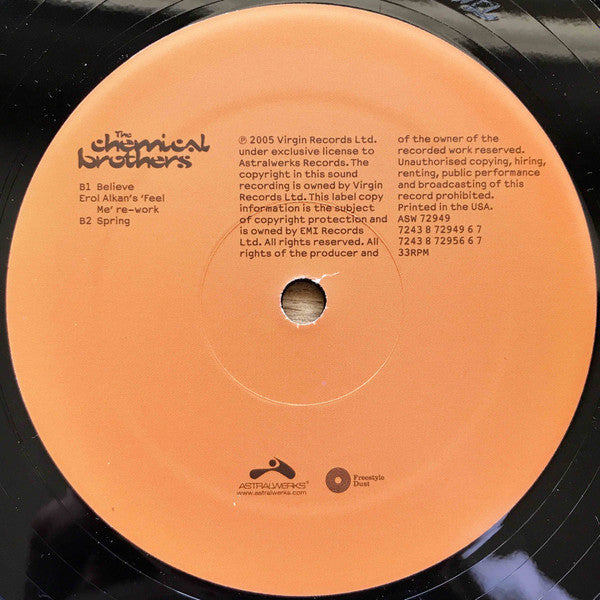 The
chemical
brothers
B1 Believe
Erol Alkan's 'Feel
Me' re-work
B2 Spring
℗ 2005 Virgin Records Ltd.
under exclusive license to
Astralwerks Records. The
copyright in this sound
recording is owned by Virgin
Records Ltd. This label copy
information is the subject
of copyright protection and
is owned by EMI Records
Ltd. All rights reserved. All
rights of the producer and
of the owner of the
recorded work reserved.
Unauthorised copying, hiring,
renting, public performance
and broadcasting of this
record prohibited.
Printed in the USA.
ASW 72949
7243 8 72949 6 7
7243 8 72956 6 7
33RPM
ASTRALWERKS®
www.astralwerks.com
Freestyle
Dust